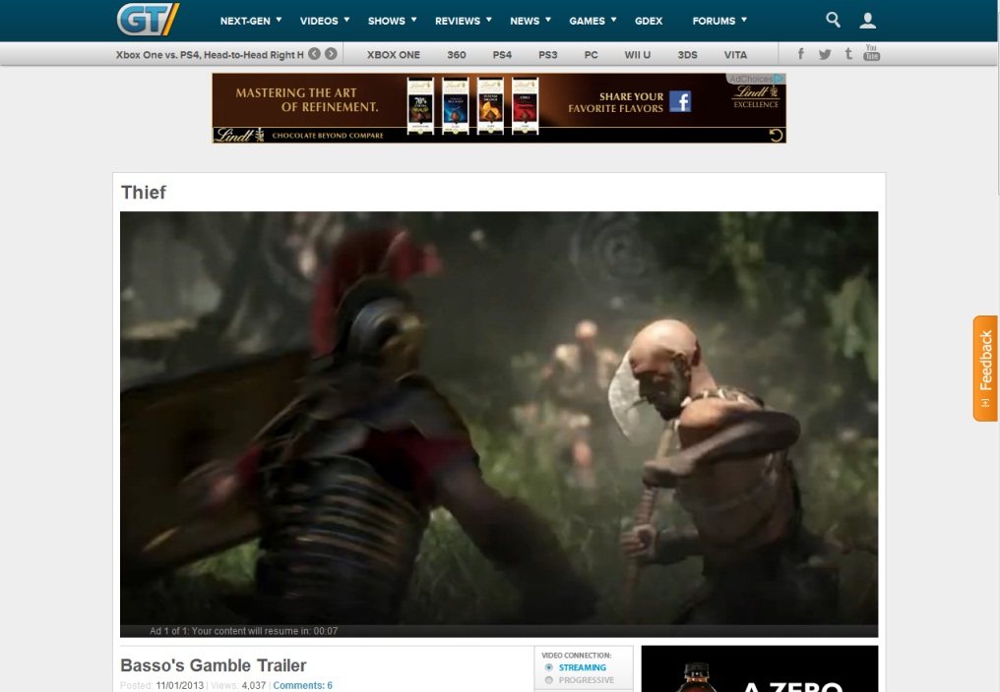 GT/
NEXT-GEN VIDEOS SHOWS REVIEWS NEWS GAMES GDEX FORUMS
Xbox One vs. PS4, Head-to-Head Right H
XBOX ONE 360 PS4 PS3 PC WII U 3DS VITA
f t You Tube
MASTERING THE ART
OF REFINEMENT.
70%
SHARE YOUR
FAVORITE FLAVORS
f
AdChoices
Lindt
EXCELLENCE
Lindt CHOCOLATE BEYOND COMPARE
Thief
Ad 1 of 1: Your content will resume in: 00:07
[+] Feedback
Basso's Gamble Trailer
Posted: 11/01/2013 | Views: 4,037 | Comments: 6
VIDEO CONNECTION:
STREAMING
PROGRESSIVE
A ZERO